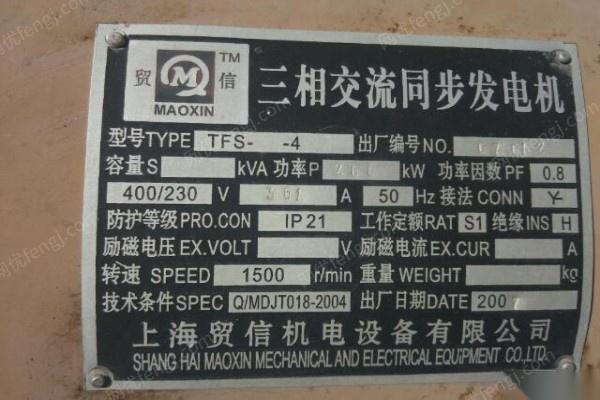 贸 MAOXIN 信 TM
三相交流同步发电机
型号TYPE TFS- -4 出厂编号NO.
容量S kVA 功率P kW 功率因数PF 0.8
400/230 V 361 A 50 Hz 接法CONN Y
防护等级PRO.CON IP21 工作定额RAT S1 绝缘INS H
励磁电压EX.VOLT V 励磁电流EX.CUR A
转速 SPEED 1500 r/min 重量WEIGHT kg
技术条件SPEC Q/MDJT018-2004 出厂日期DATE 200
上海贸信机电设备有限公司
SHANG HAI MAOXIN MECHANICAL AND ELECTRICAL EQUIPMENT CO.,LTD.